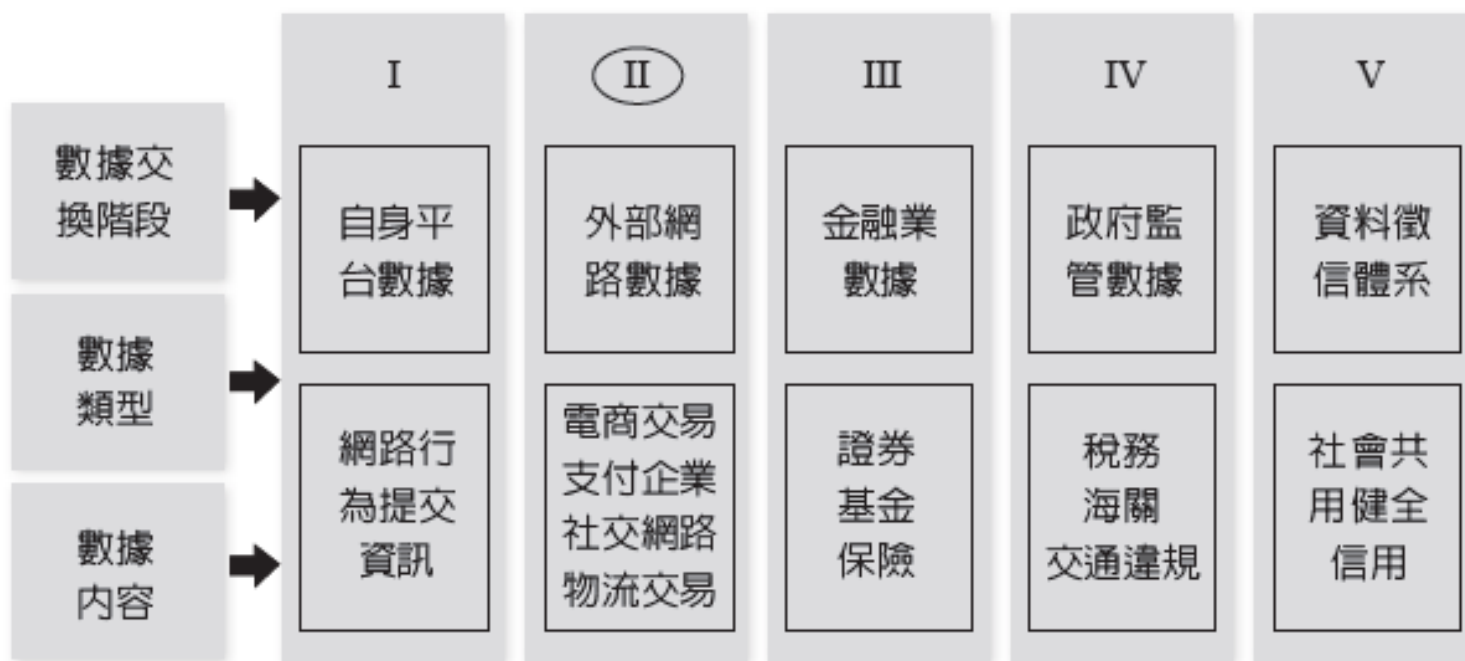 數據交
換階段
數據
類型
數據
內容
I
自身平
台數據
網路行
為提交
資訊
II
外部網
路數據
電商交易
支付企業
社交網路
物流交易
III
金融業
數據
證券
基金
保險
IV
政府監
管數據
稅務
海關
交通違規
V
資料徵
信體系
社會共
用健全
信用